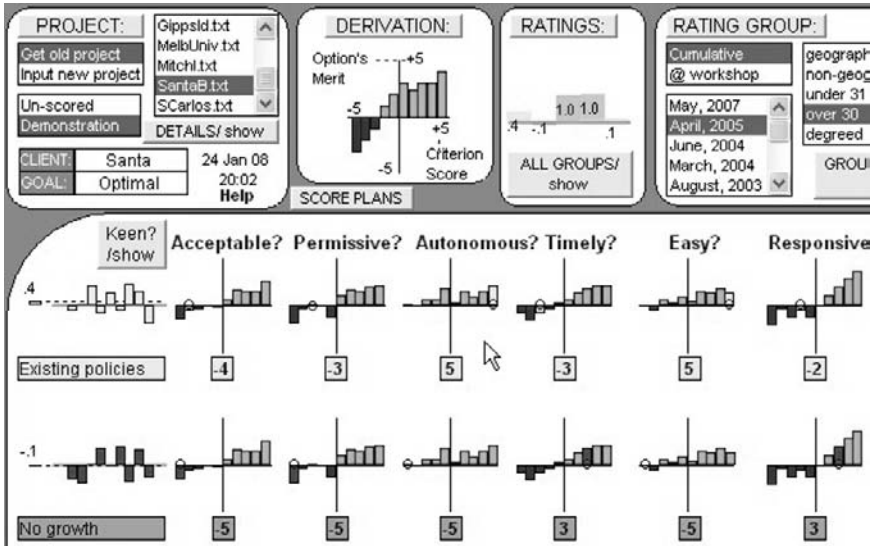 PROJECT:
Get old project
Input new project
Un-scored
Demonstration
CLIENT: Santa
GOAL: Optimal
Gippsld.txt
MelbUniv.txt
Mitchl.txt
SantaB.txt
SCarlos.txt
DETAILS/ show
24 Jan 08
20:02
Help
DERIVATION:
Option's
Merit
+5
-5
+5
-5
Criterion
Score
SCORE PLANS
RATINGS:
1.0 1.0
.4 -.1 .1
ALL GROUPS/
show
RATING GROUP:
Cumulative
@ workshop
May, 2007
April, 2005
June, 2004
March, 2004
August, 2003
geograph
non-geog
under 31
over 30
degreed
GROU
Keen?
/show
Acceptable? Permissive? Autonomous? Timely? Easy? Responsive
.4
Existing policies -4 -3 5 -3 5 -2
-.1
No growth -5 -5 -5 3 -5 3